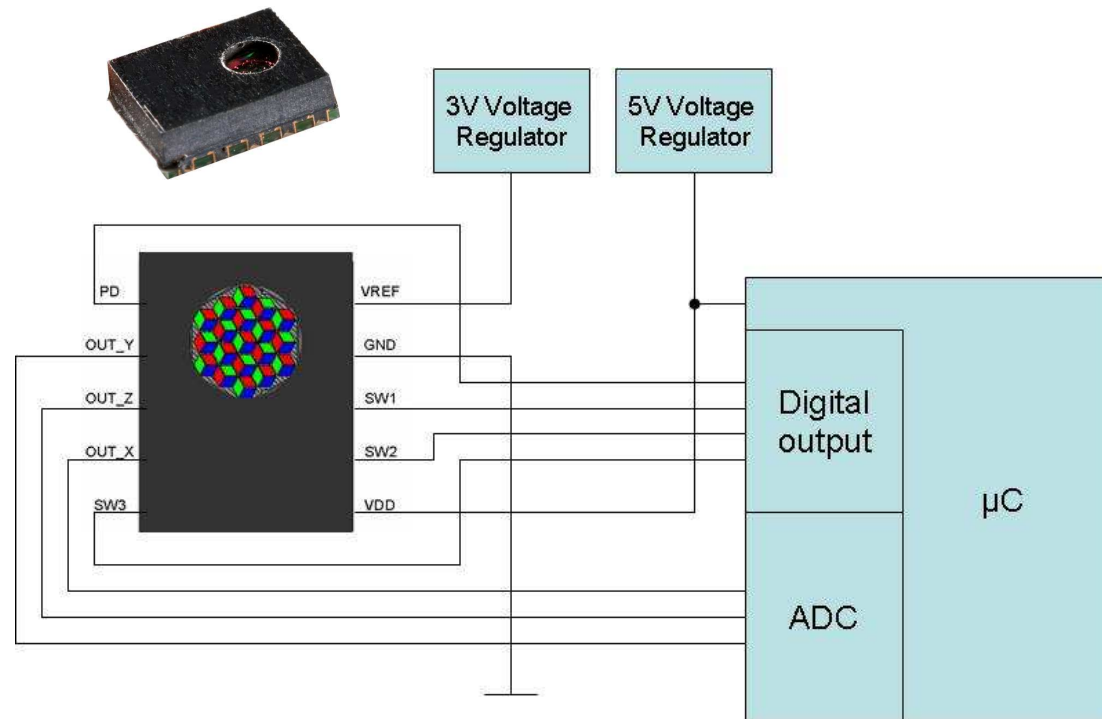 3V Voltage
Regulator
5V Voltage
Regulator
PD
VREF
OUT_Y
GND
OUT_Z
SW1
OUT_X
SW2
SW3
VDD
Digital
output
µC
ADC